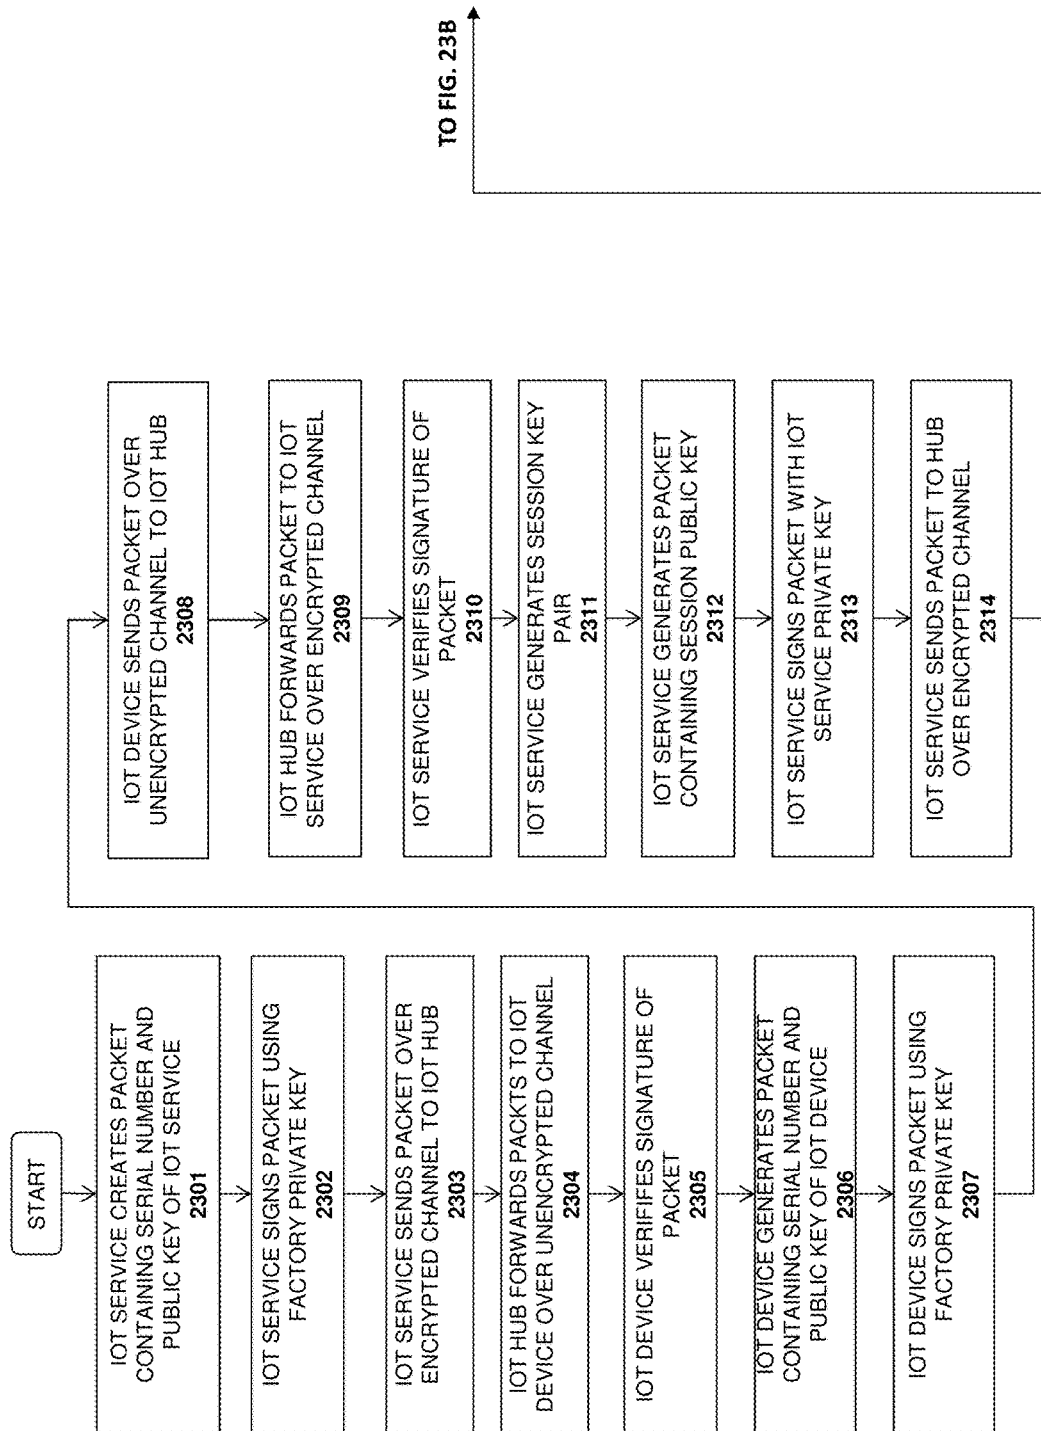 START
IOT SERVICE CREATES PACKET
CONTAINING SERIAL NUMBER AND
PUBLIC KEY OF IOT SERVICE
2301
IOT SERVICE SIGNS PACKET USING
FACTORY PRIVATE KEY
2302
IOT SERVICE SENDS PACKET OVER
ENCRYPTED CHANNEL TO IOT HUB
2303
IOT HUB FORWARDS PACKTS TO IOT
DEVICE OVER UNENCRYPTED CHANNEL
2304
IOT DEVICE VERIFIFES SIGNATURE OF
PACKET
2305
IOT DEVICE GENERATES PACKET
CONTAINING SERIAL NUMBER AND
PUBLIC KEY OF IOT DEVICE
2306
IOT DEVICE SIGNS PACKET USING
FACTORY PRIVATE KEY
2307
IOT DEVICE SENDS PACKET OVER
UNENCRYPTED CHANNEL TO IOT HUB
2308
IOT HUB FORWARDS PACKET TO IOT
SERVICE OVER ENCRYPTED CHANNEL
2309
IOT SERVICE VERIFIES SIGNATURE OF
PACKET
2310
IOT SERVICE GENERATES SESSION KEY
PAIR
2311
IOT SERVICE GENERATES PACKET
CONTAINING SESSION PUBLIC KEY
2312
IOT SERVICE SIGNS PACKET WITH IOT
SERVICE PRIVATE KEY
2313
IOT SERVICE SENDS PACKET TO HUB
OVER ENCRYPTED CHANNEL
2314
TO FIG. 23B